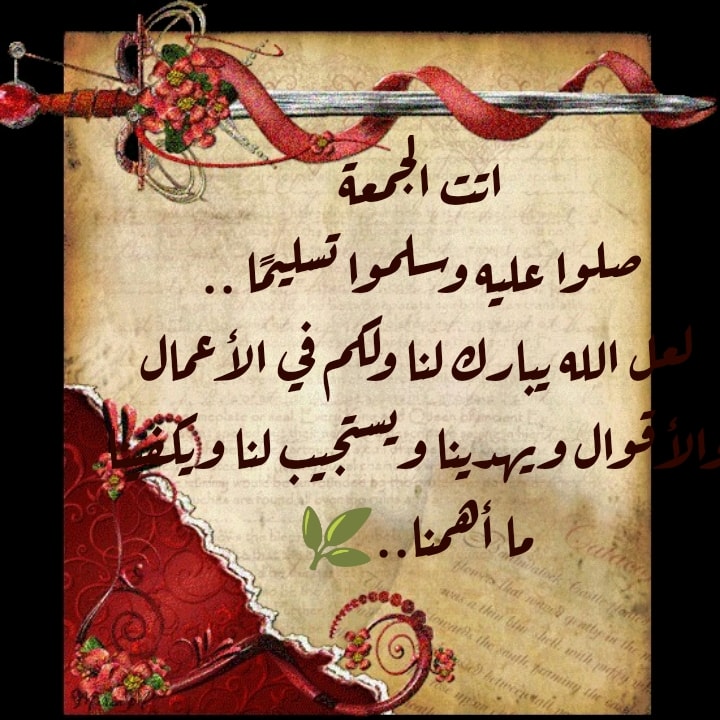 اتت الجمعة
صلوا عليه وسلموا تسليمًا ..
لعل الله يبارك لنا ولكم في الأعمال
والأقوال ويهدينا ويستجيب لنا ويكفينا
ما أهمنا..🌿